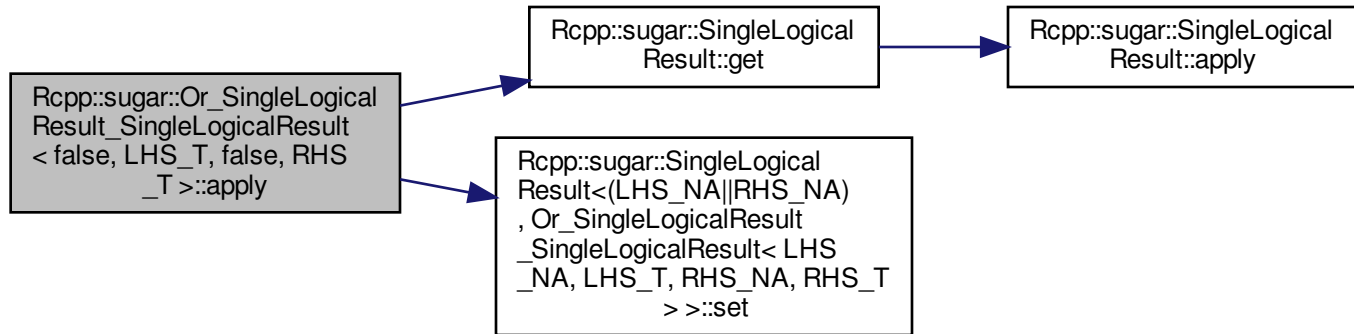 Rcpp::sugar::Or_SingleLogical
Result_SingleLogicalResult
< false, LHS_T, false, RHS
_T >::apply
Rcpp::sugar::SingleLogical
Result::get
Rcpp::sugar::SingleLogical
Result::apply
Rcpp::sugar::SingleLogical
Result<(LHS_NA||RHS_NA)
, Or_SingleLogicalResult
_SingleLogicalResult< LHS
_NA, LHS_T, RHS_NA, RHS_T
> >::set